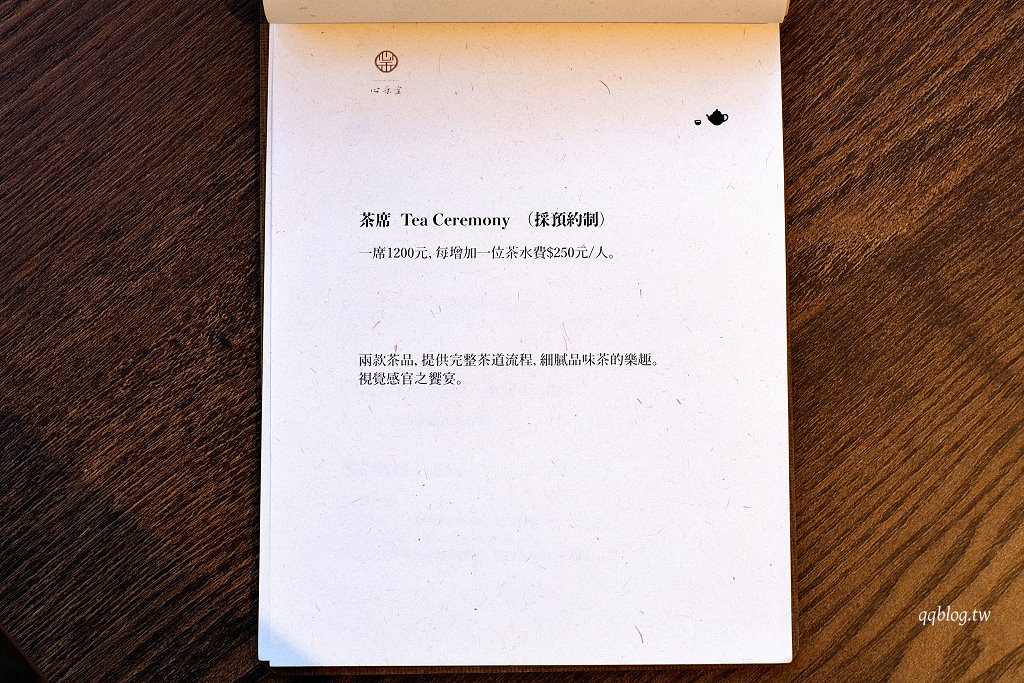 茶席 Tea Ceremony （採預約制）
一席1200元, 每增加一位茶水費$250元/人。
兩款茶品, 提供完整茶道流程, 細膩品味茶的樂趣。
視覺感官之饗宴。
qqblog.tw